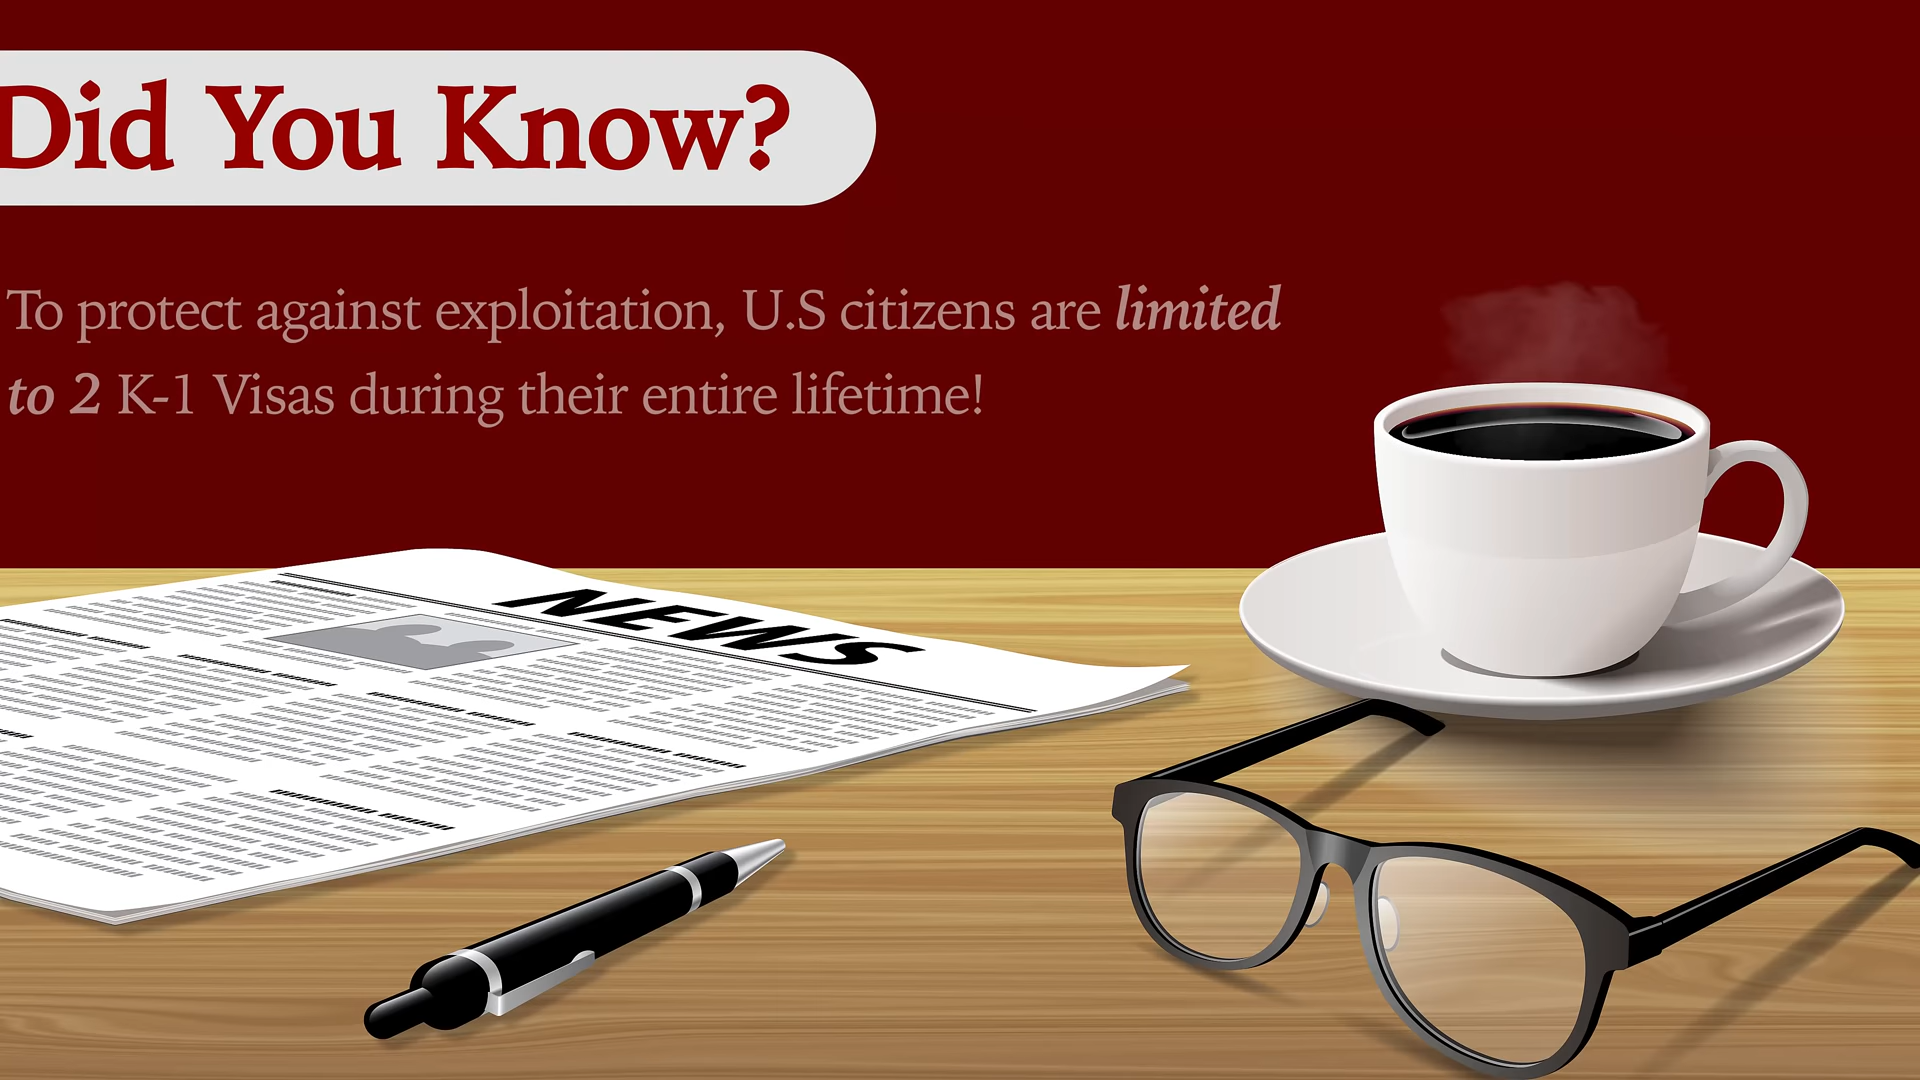 Did You Know?
To protect against exploitation, U.S citizens are limited
to 2 K-1 Visas during their entire lifetime!
NEWS